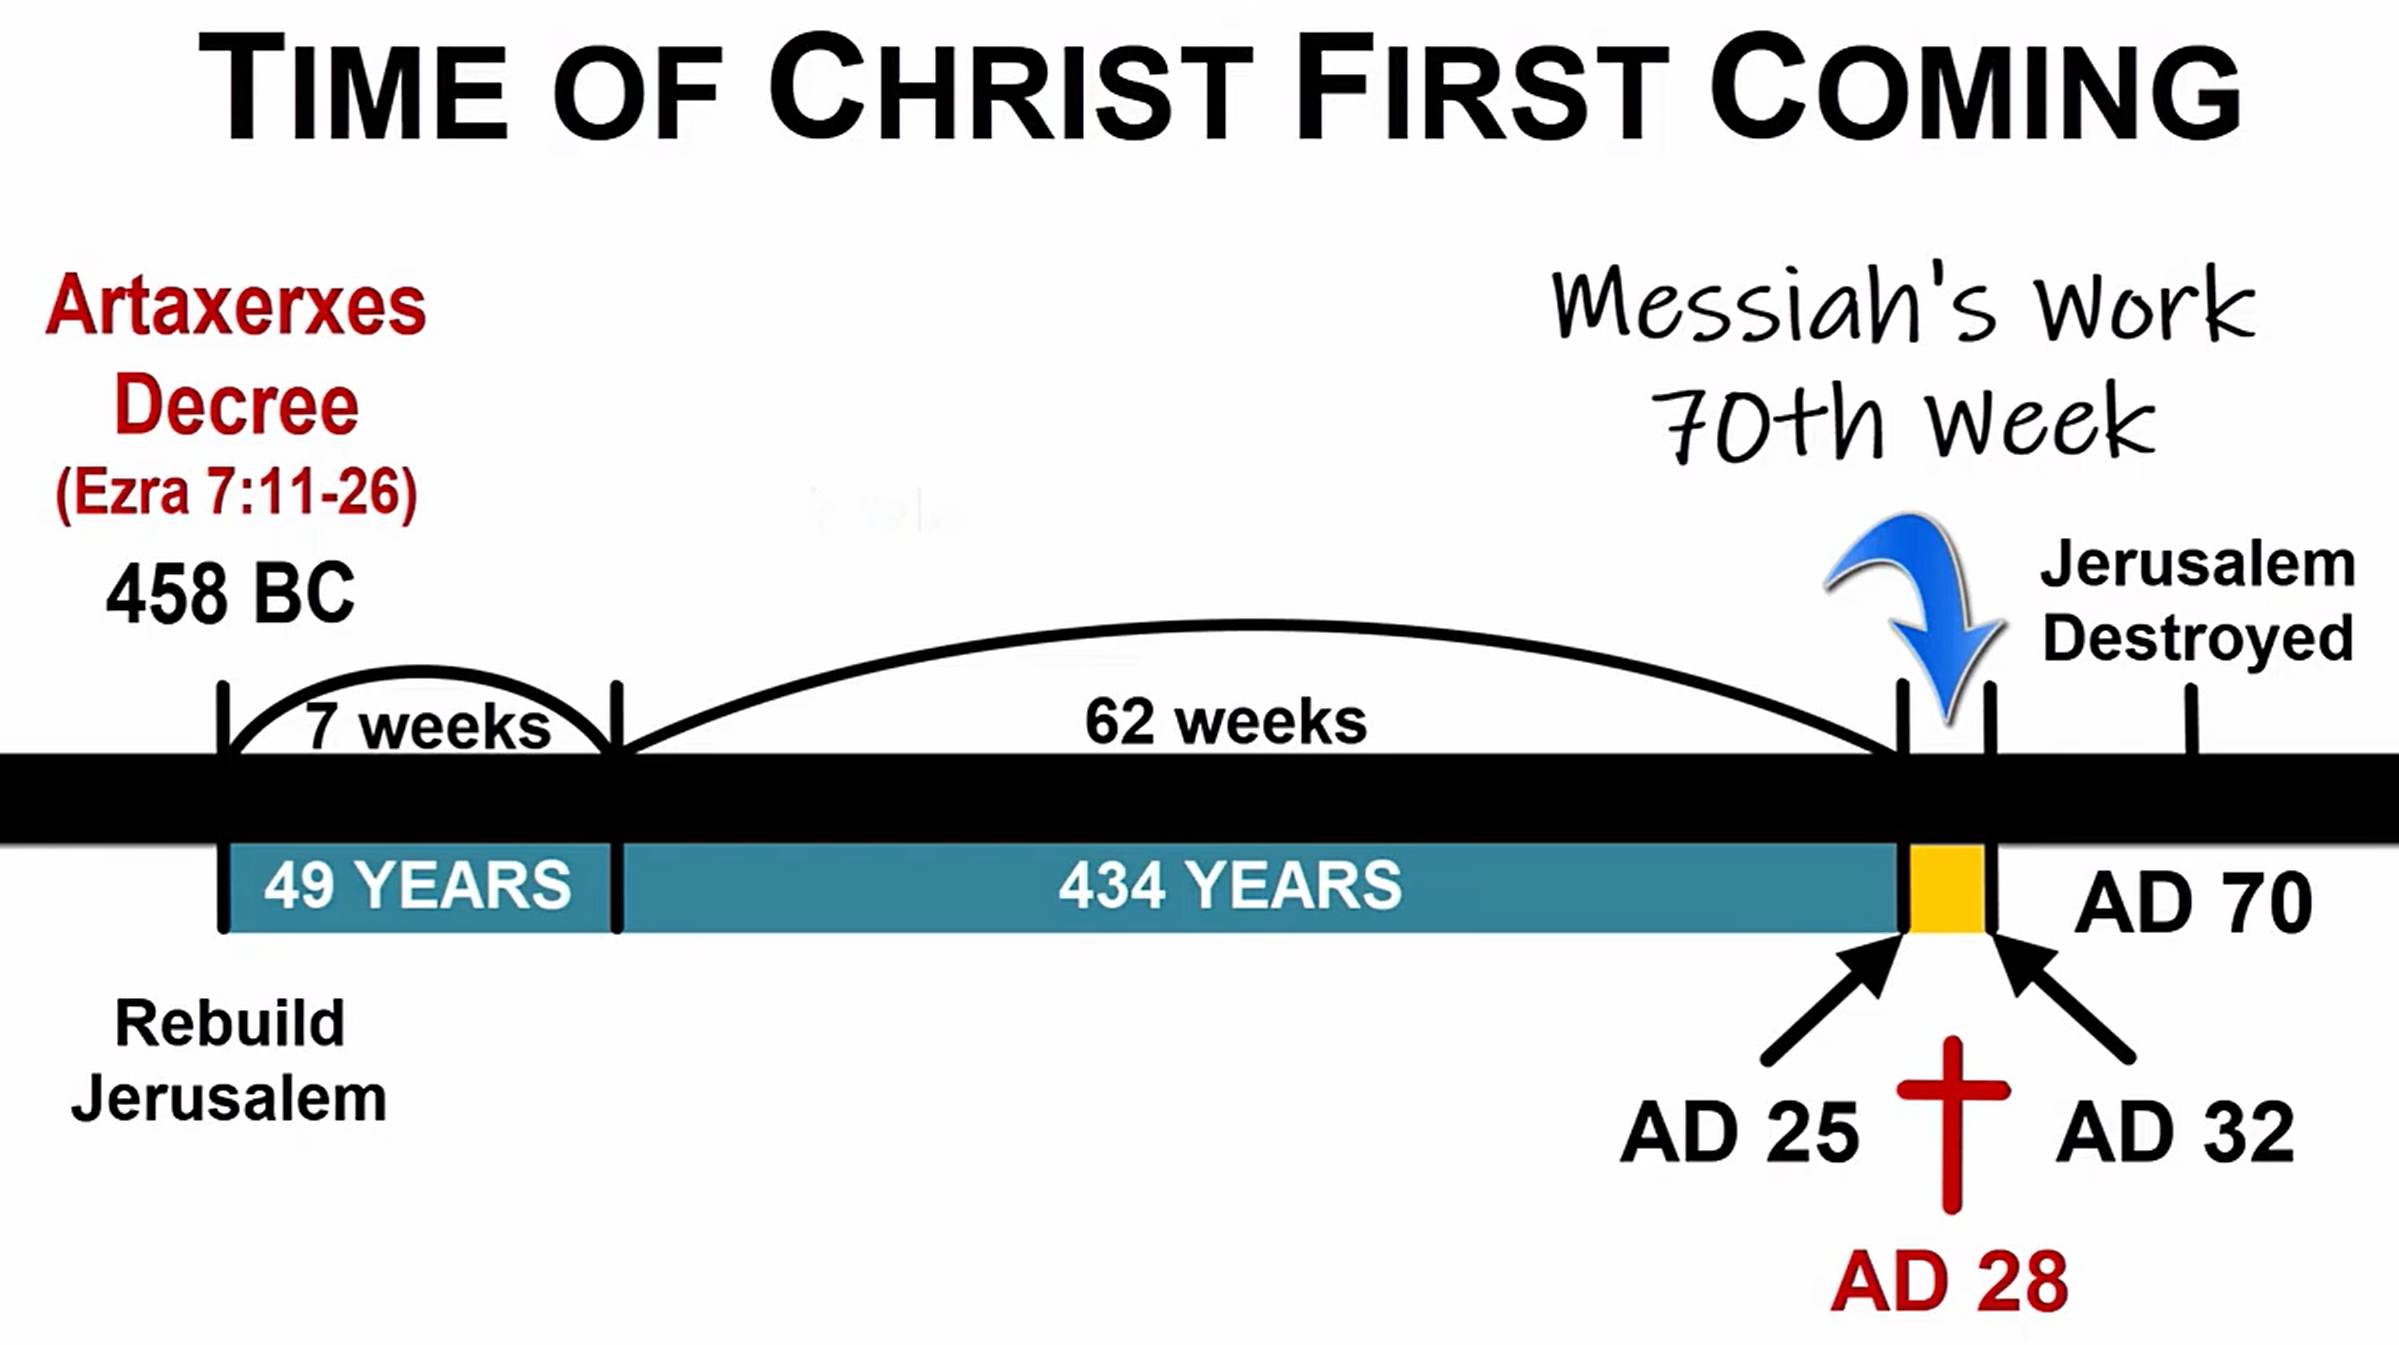 TIME OF CHRIST FIRST COMING
Artaxerxes
Decree
(Ezra 7:11-26)
458 BC
Messiah's Work
70th Week
Jerusalem
Destroyed
7 weeks
62 weeks
49 YEARS
434 YEARS
AD 70
Rebuild
Jerusalem
AD 25
AD 32
AD 28